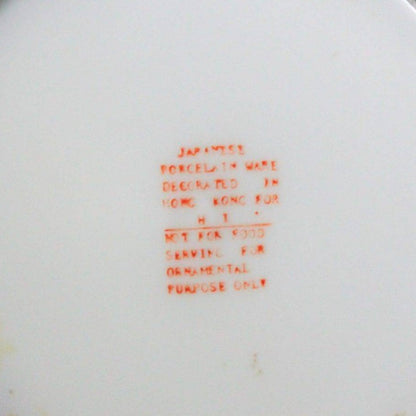 JAPANESE
PORCELAIN WARE
DECORATED IN
HONG KONG FOR
H I
NOT FOR FOOD
SERVING FOR
ORNAMENTAL
PURPOSE ONLY